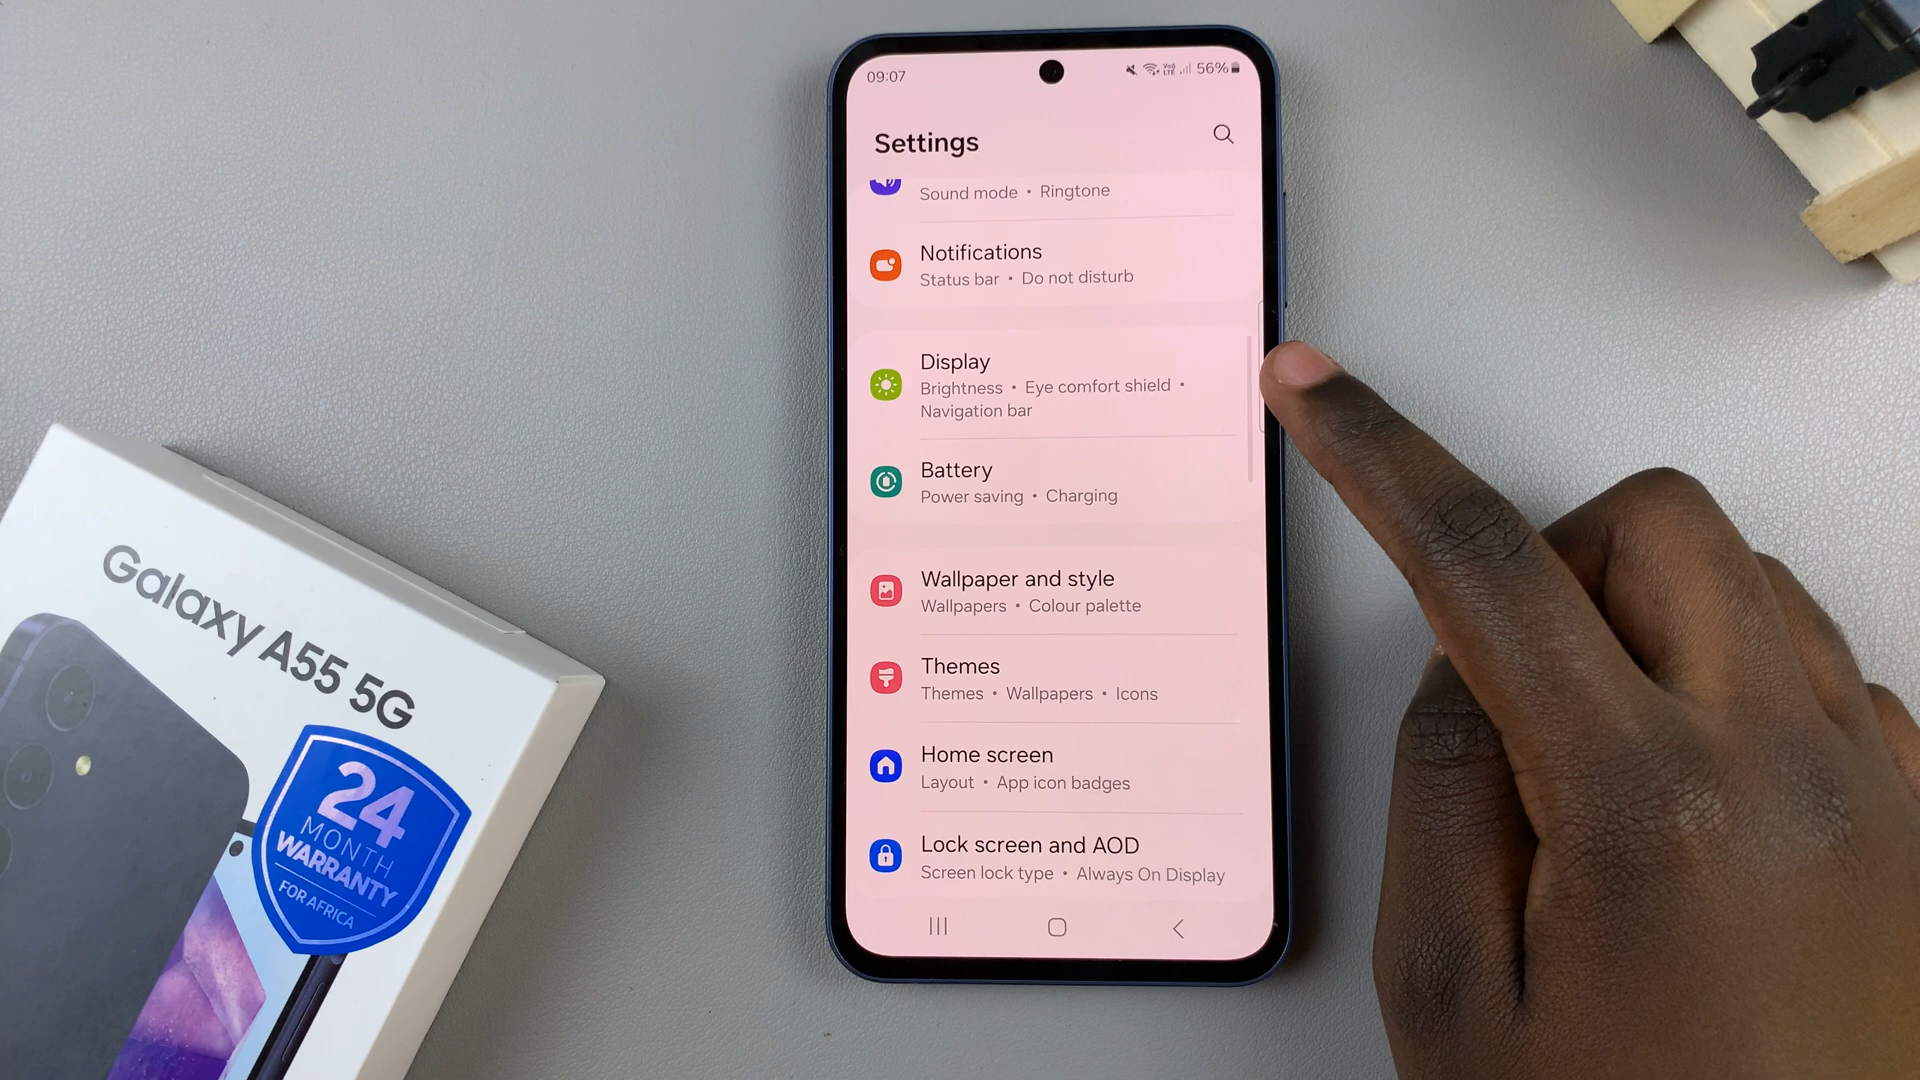 09:07
Vo)) LTE 56%
Settings
Sound mode • Ringtone
Notifications
Status bar • Do not disturb
Display
Brightness • Eye comfort shield •
Navigation bar
Battery
Power saving • Charging
Wallpaper and style
Wallpapers • Colour palette
Themes
Themes • Wallpapers • Icons
Home screen
Layout • App icon badges
Lock screen and AOD
Screen lock type • Always On Display
Galaxy A55 5G
24
MONTH
WARRANTY
FOR AFRICA